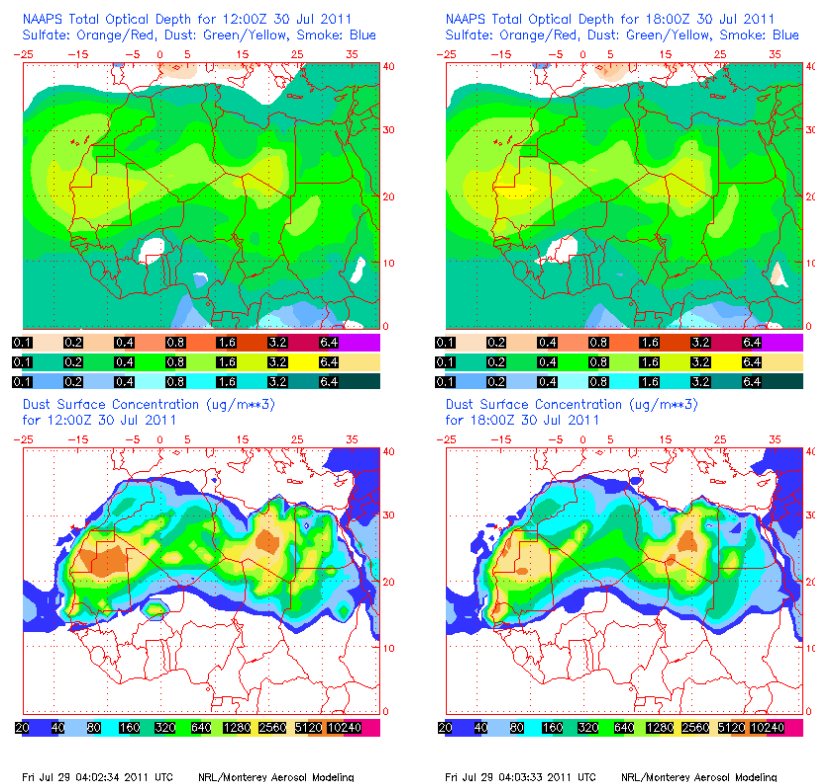 NAAPS Total Optical Depth for 12:00Z 30 Jul 2011
Sulfate: Orange/Red, Dust: Green/Yellow, Smoke: Blue
-25 -15 -5 0 5 15 25 35
40
30
20
10
0
0.1 0.2 0.4 0.8 1.6 3.2 6.4
0.1 0.2 0.4 0.8 1.6 3.2 6.4
0.1 0.2 0.4 0.8 1.6 3.2 6.4
NAAPS Total Optical Depth for 18:00Z 30 Jul 2011
Sulfate: Orange/Red, Dust: Green/Yellow, Smoke: Blue
-25 -15 -5 0 5 15 25 35
40
30
20
10
0
0.1 0.2 0.4 0.8 1.6 3.2 6.4
0.1 0.2 0.4 0.8 1.6 3.2 6.4
0.1 0.2 0.4 0.8 1.6 3.2 6.4
Dust Surface Concentration (ug/m**3)
for 12:00Z 30 Jul 2011
-25 -15 -5 0 5 15 25 35
40
30
20
10
0
20 40 80 160 320 640 1280 2560 5120 10240
Dust Surface Concentration (ug/m**3)
for 18:00Z 30 Jul 2011
-25 -15 -5 0 5 15 25 35
40
30
20
10
0
20 40 80 160 320 640 1280 2560 5120 10240
Fri Jul 29 04:02:34 2011 UTC NRL/Monterey Aerosol Modeling
Fri Jul 29 04:03:33 2011 UTC NRL/Monterey Aerosol Modeling